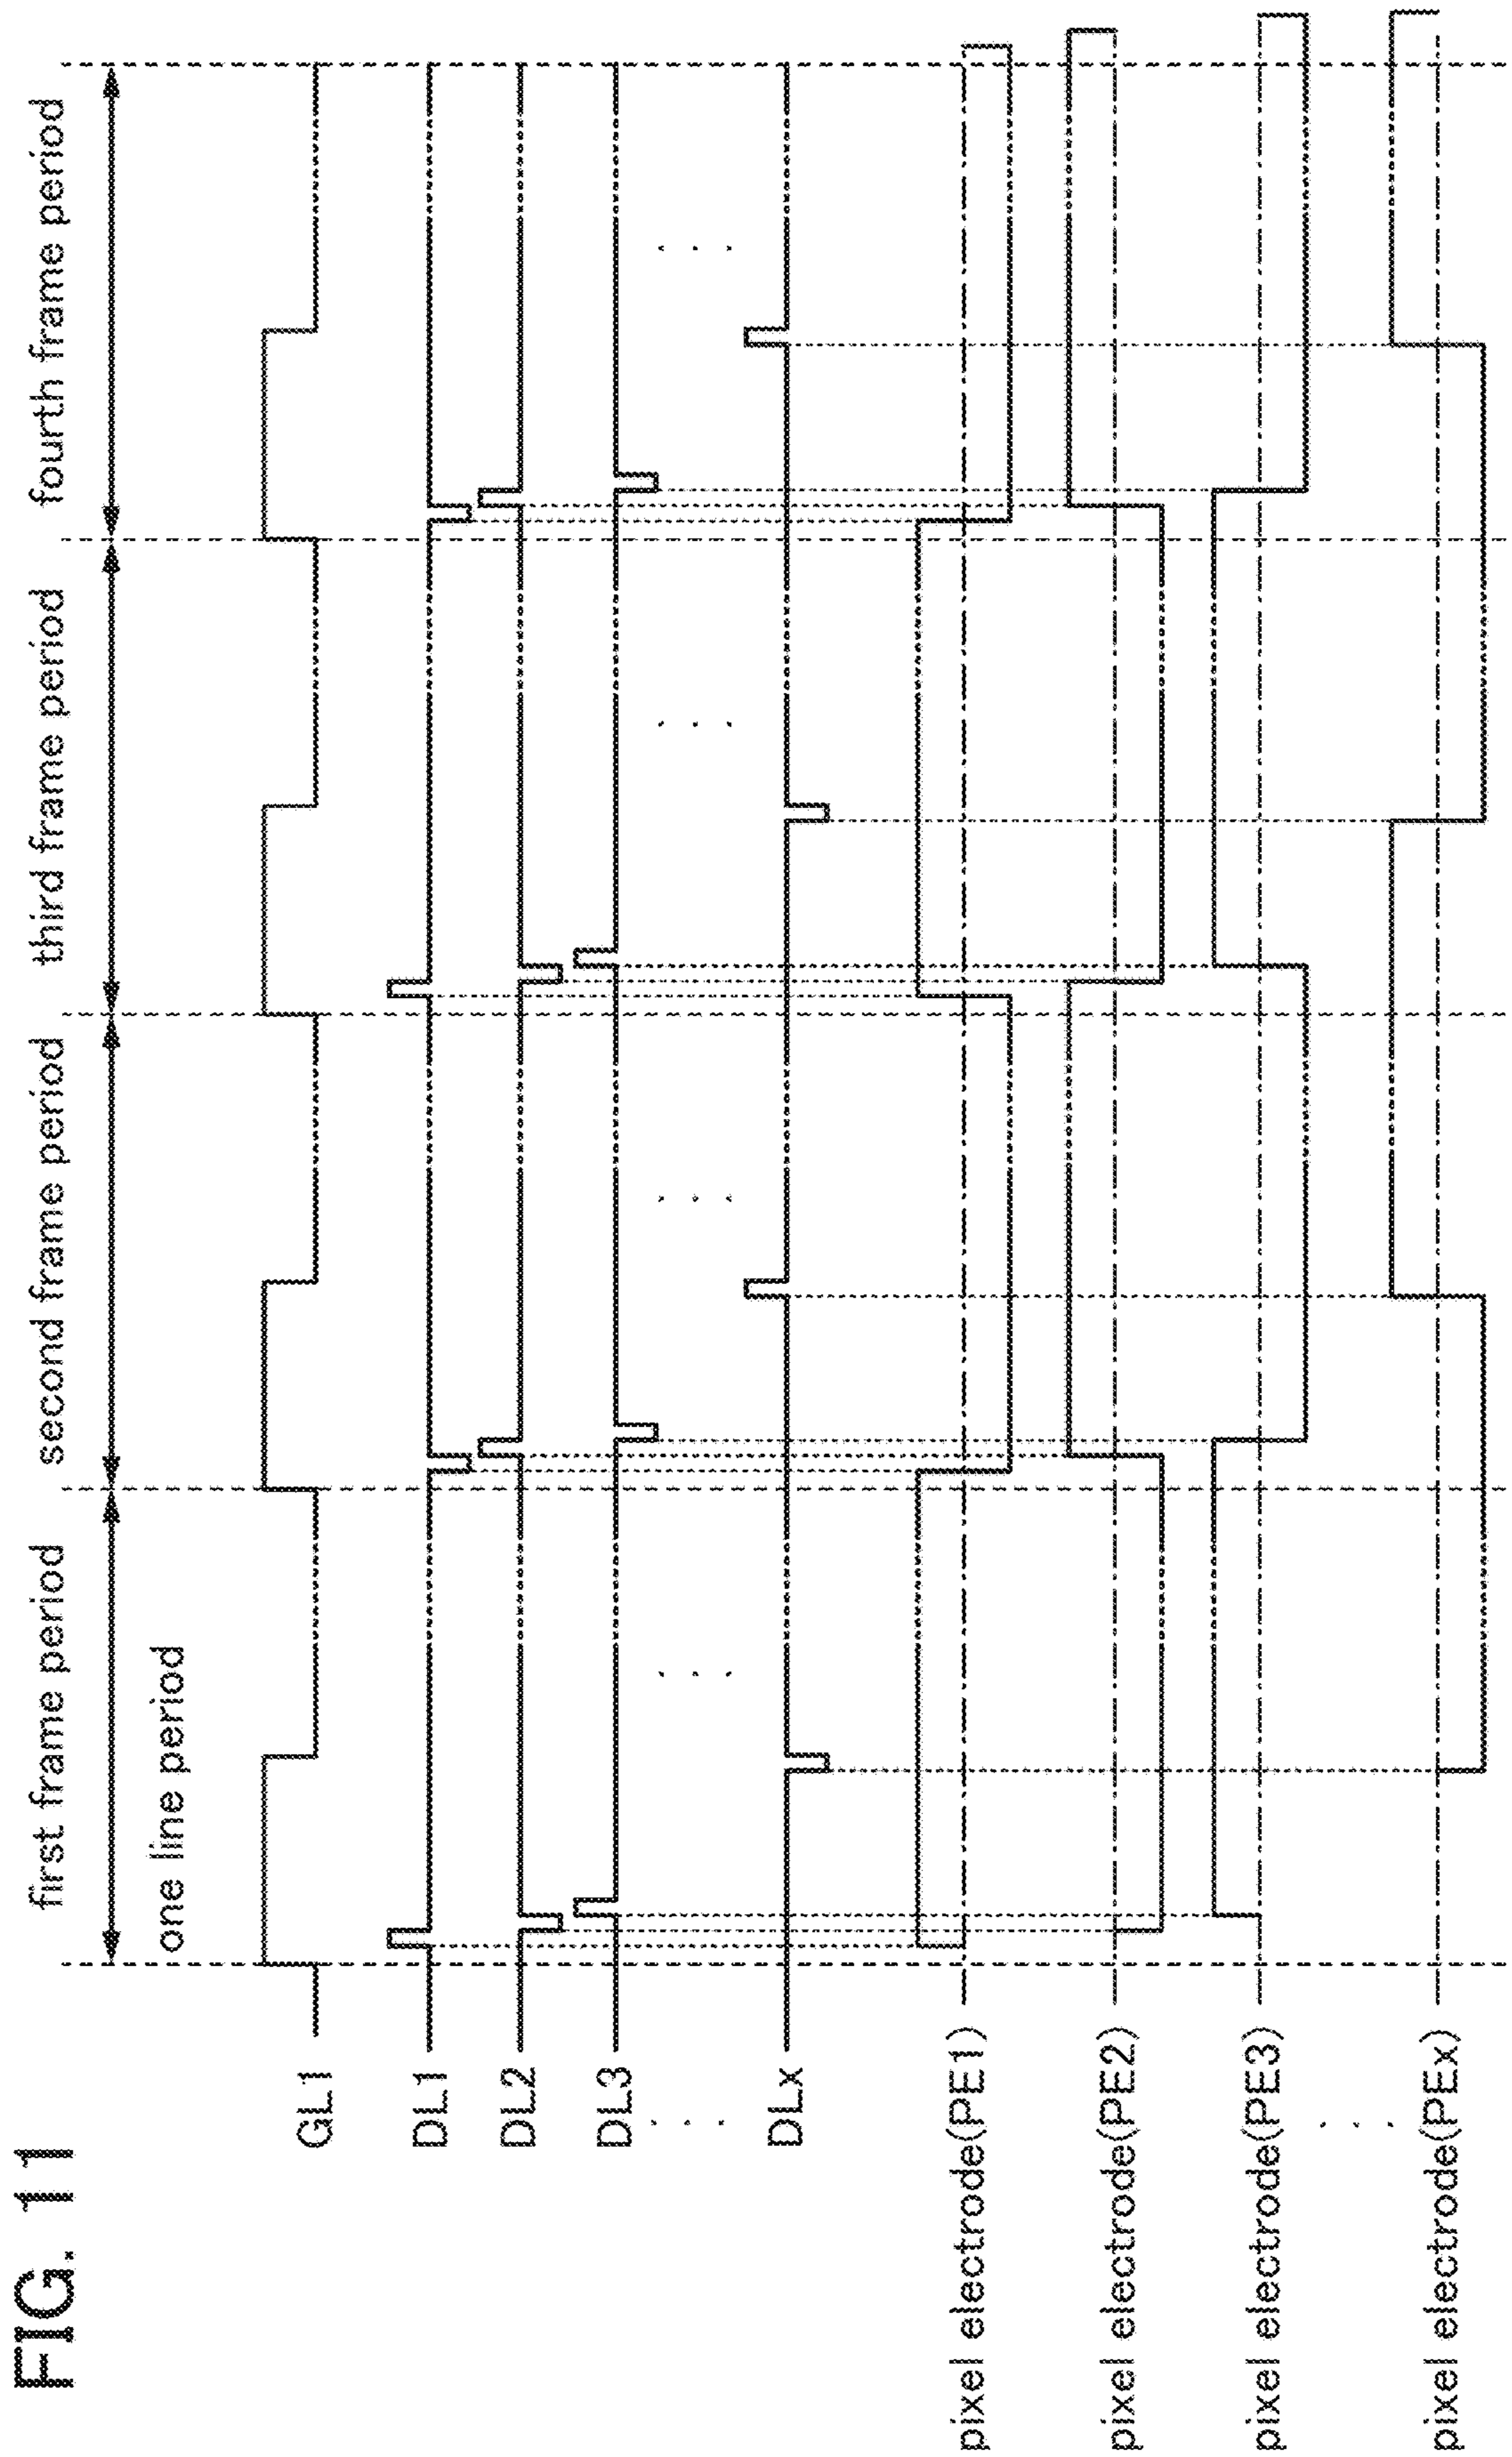 FIG. 11
first frame period
second frame period
third frame period
fourth frame period
one line period
GL1
DL1
DL2
DL3
. . .
DLx
pixel electrode(PE1)
pixel electrode(PE2)
pixel electrode(PE3)
. . .
pixel electrode(PEx)